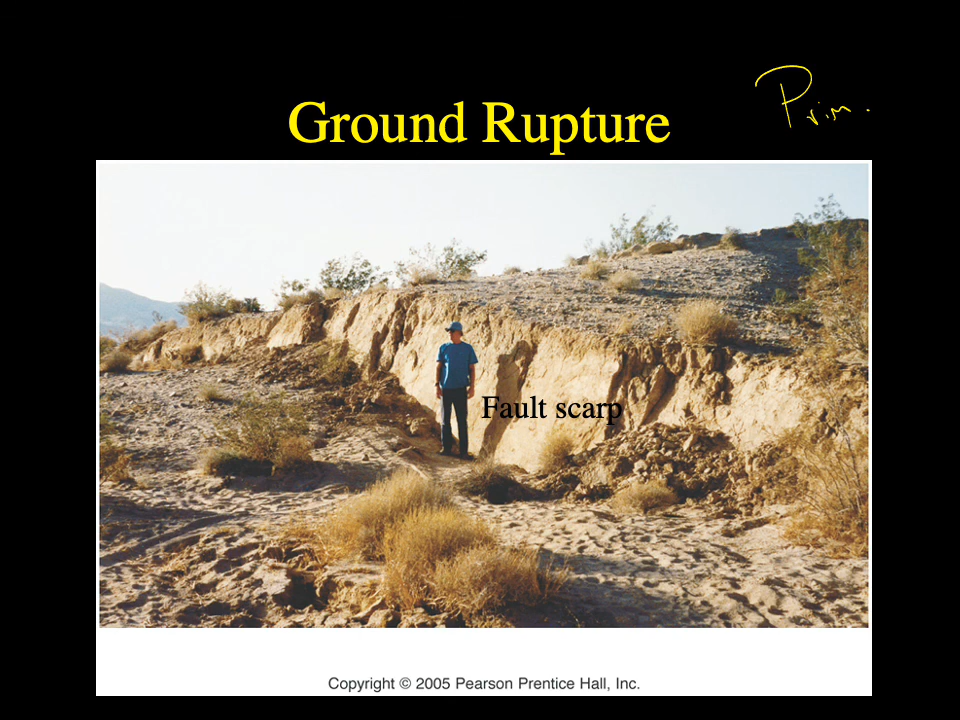 Prim.
Ground Rupture
Fault scarp
Copyright © 2005 Pearson Prentice Hall, Inc.